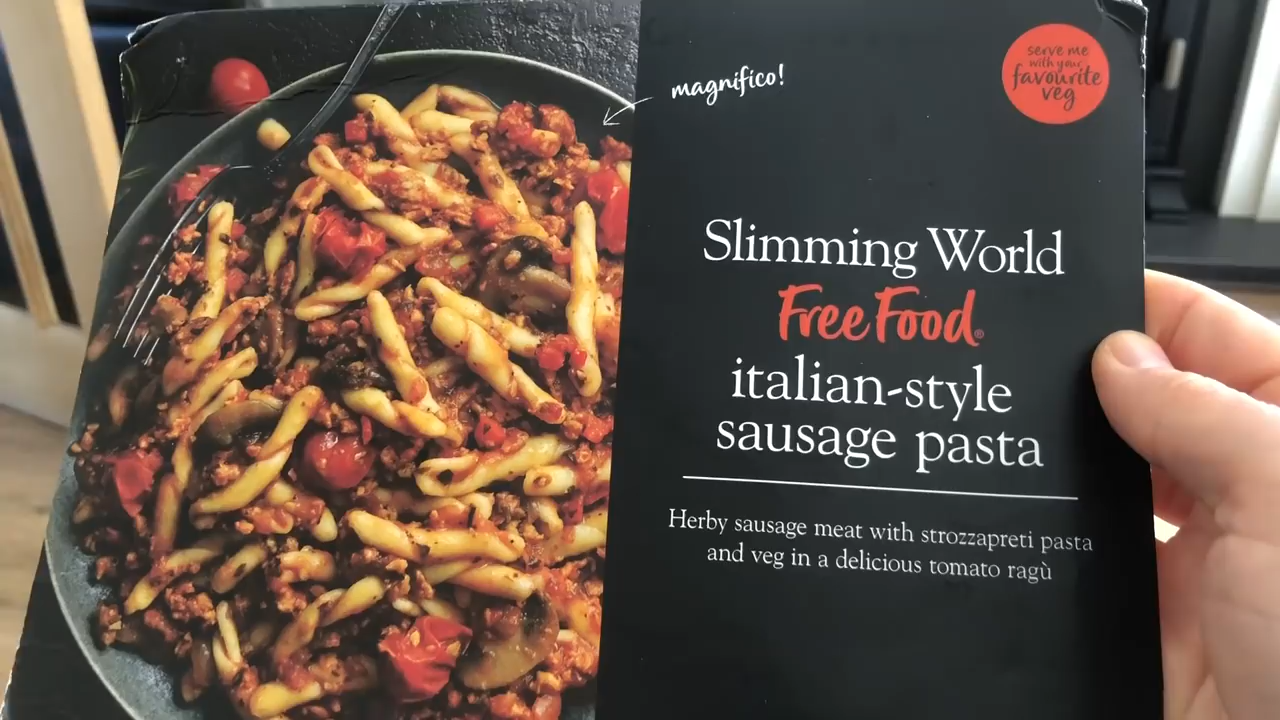 magnifico!
serve me
with your
favourite
veg
Slimming World
Free Food®
italian-style
sausage pasta
Herby sausage meat with strozzapreti pasta
and veg in a delicious tomato ragù